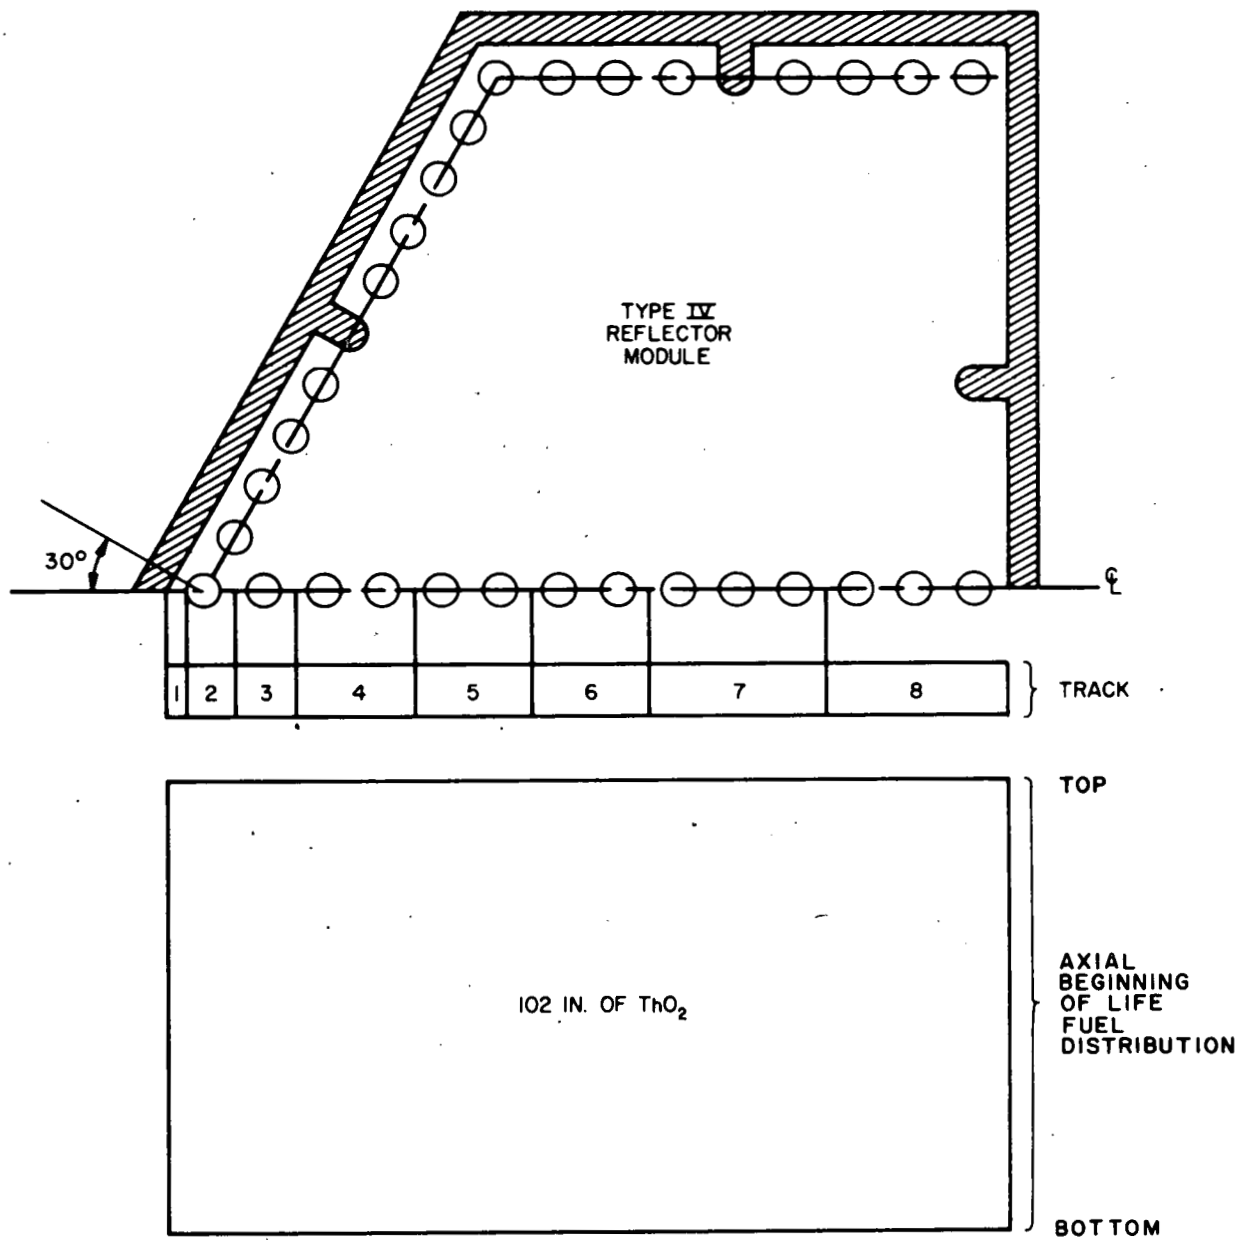 TYPE IV
REFLECTOR
MODULE
30°
℄
1 2 3 4 5 6 7 8
TRACK
TOP
102 IN. OF ThO₂
AXIAL
BEGINNING
OF LIFE
FUEL
DISTRIBUTION
BOTTOM